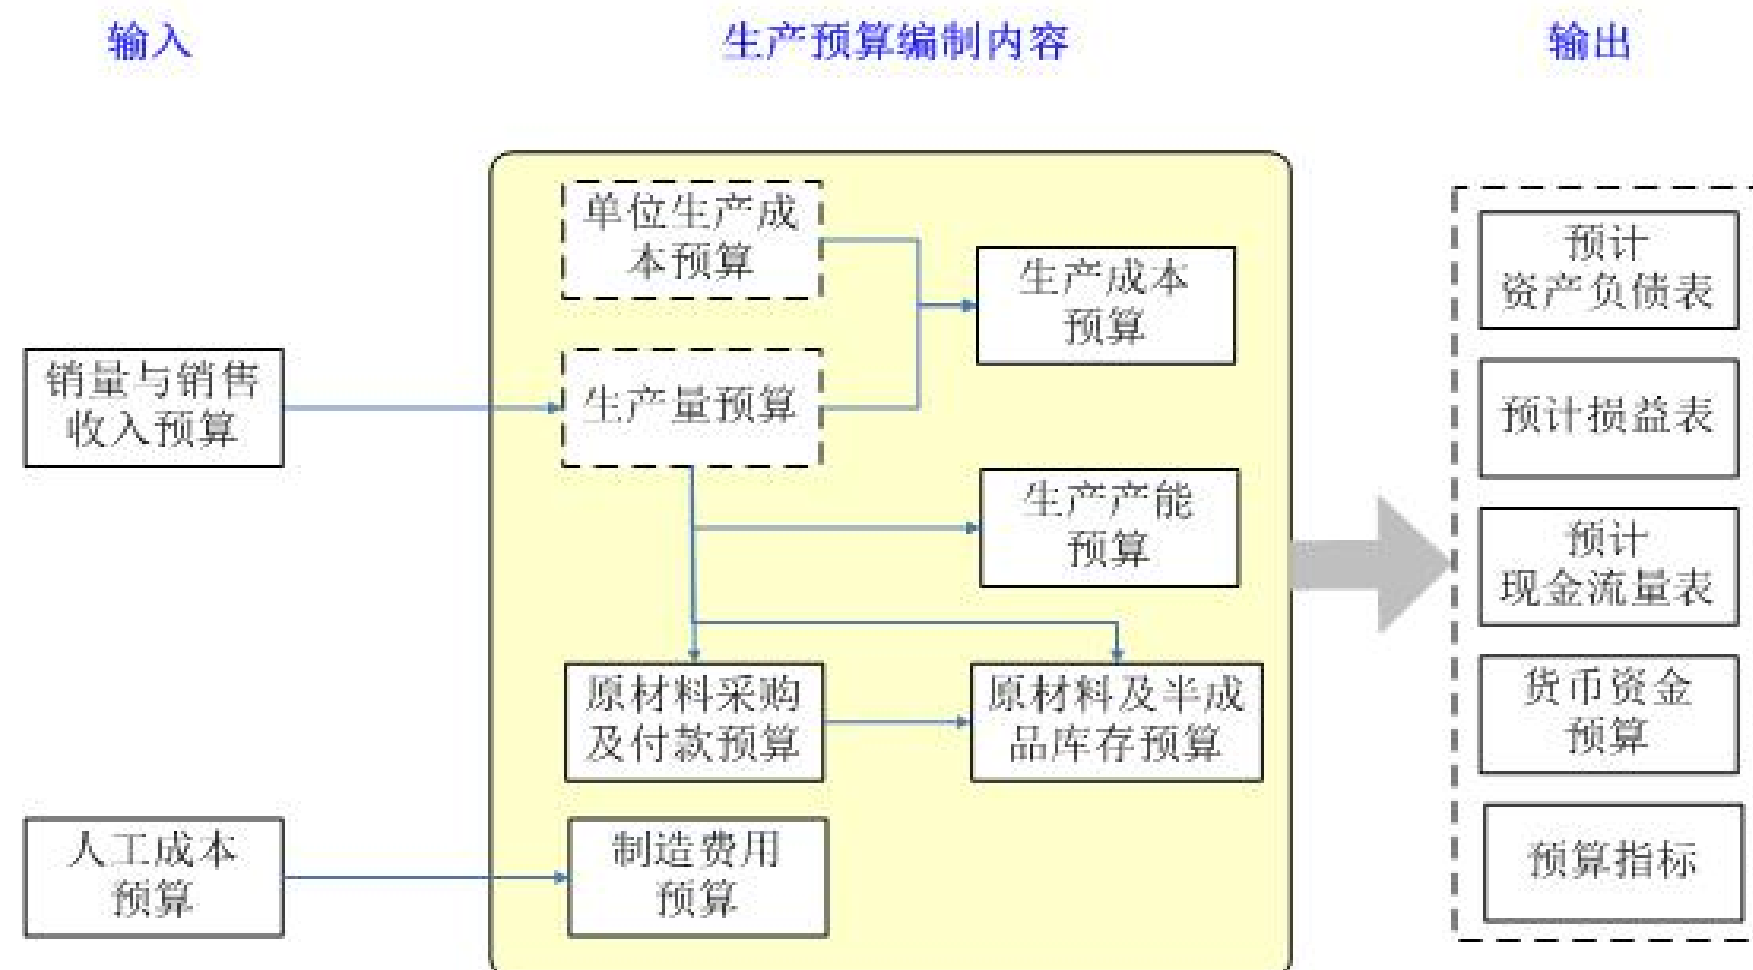 输入
生产预算编制内容
输出
单位生产成
本预算
生产成本
预算
预计
资产负债表
销量与销售
收入预算
生产量预算
预计损益表
生产产能
预算
预计
现金流量表
原材料采购
及付款预算
原材料及半成
品库存预算
货币资金
预算
人工成本
预算
制造费用
预算
预算指标